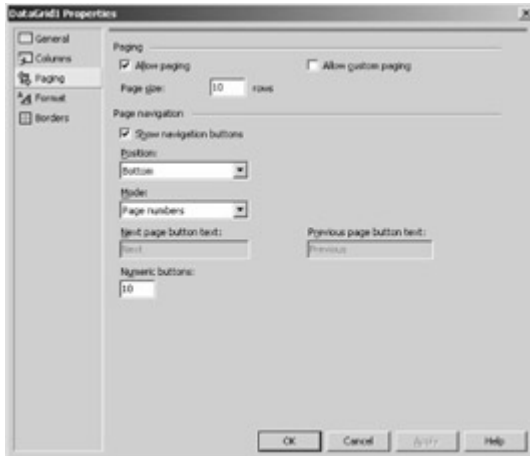 DataGrid1 Properties
General
Columns
Paging
Format
Borders
Paging
Allow paging
Allow custom paging
Page size: 10 rows
Page navigation
Show navigation buttons
Position:
Bottom
Mode:
Page numbers
Next page button text:
Previous page button text:
Next
Previous
Numeric buttons:
10
OK
Cancel
Apply
Help